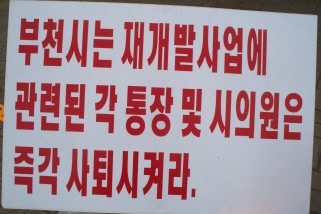 부천시는 재개발사업에
관련된 각 통장 및 시의원은
즉각 사퇴시켜라.